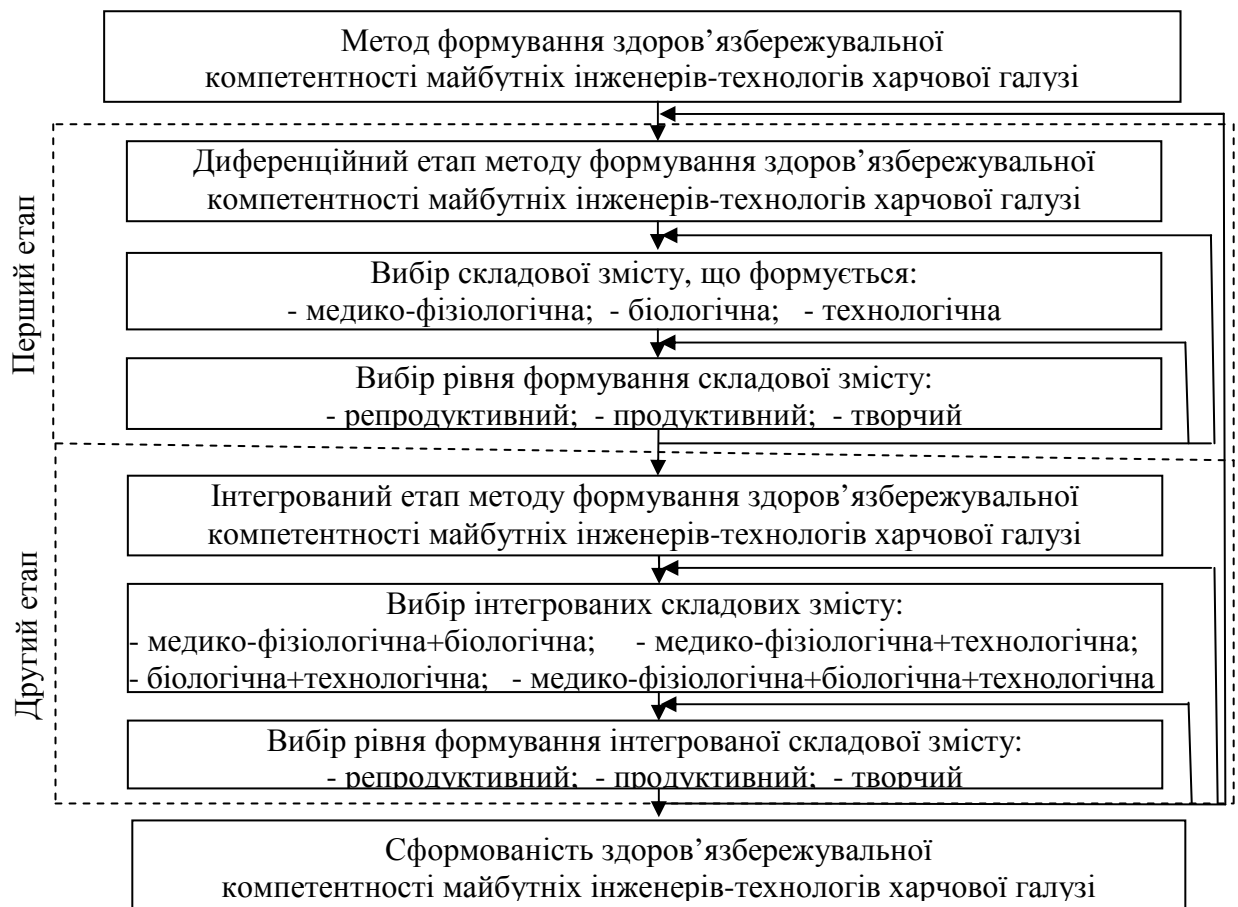 Метод формування здоров’язбережувальної
компетентності майбутніх інженерів-технологів харчової галузі
Перший етап
Диференційний етап методу формування здоров’язбережувальної
компетентності майбутніх інженерів-технологів харчової галузі
Вибір складової змісту, що формується:
- медико-фізіологічна; - біологічна; - технологічна
Вибір рівня формування складової змісту:
- репродуктивний; - продуктивний; - творчий
Другий етап
Інтегрований етап методу формування здоров’язбережувальної
компетентності майбутніх інженерів-технологів харчової галузі
Вибір інтегрованих складових змісту:
- медико-фізіологічна+біологічна; - медико-фізіологічна+технологічна;
- біологічна+технологічна; - медико-фізіологічна+біологічна+технологічна
Вибір рівня формування інтегрованої складової змісту:
- репродуктивний; - продуктивний; - творчий
Сформованість здоров’язбережувальної
компетентності майбутніх інженерів-технологів харчової галузі